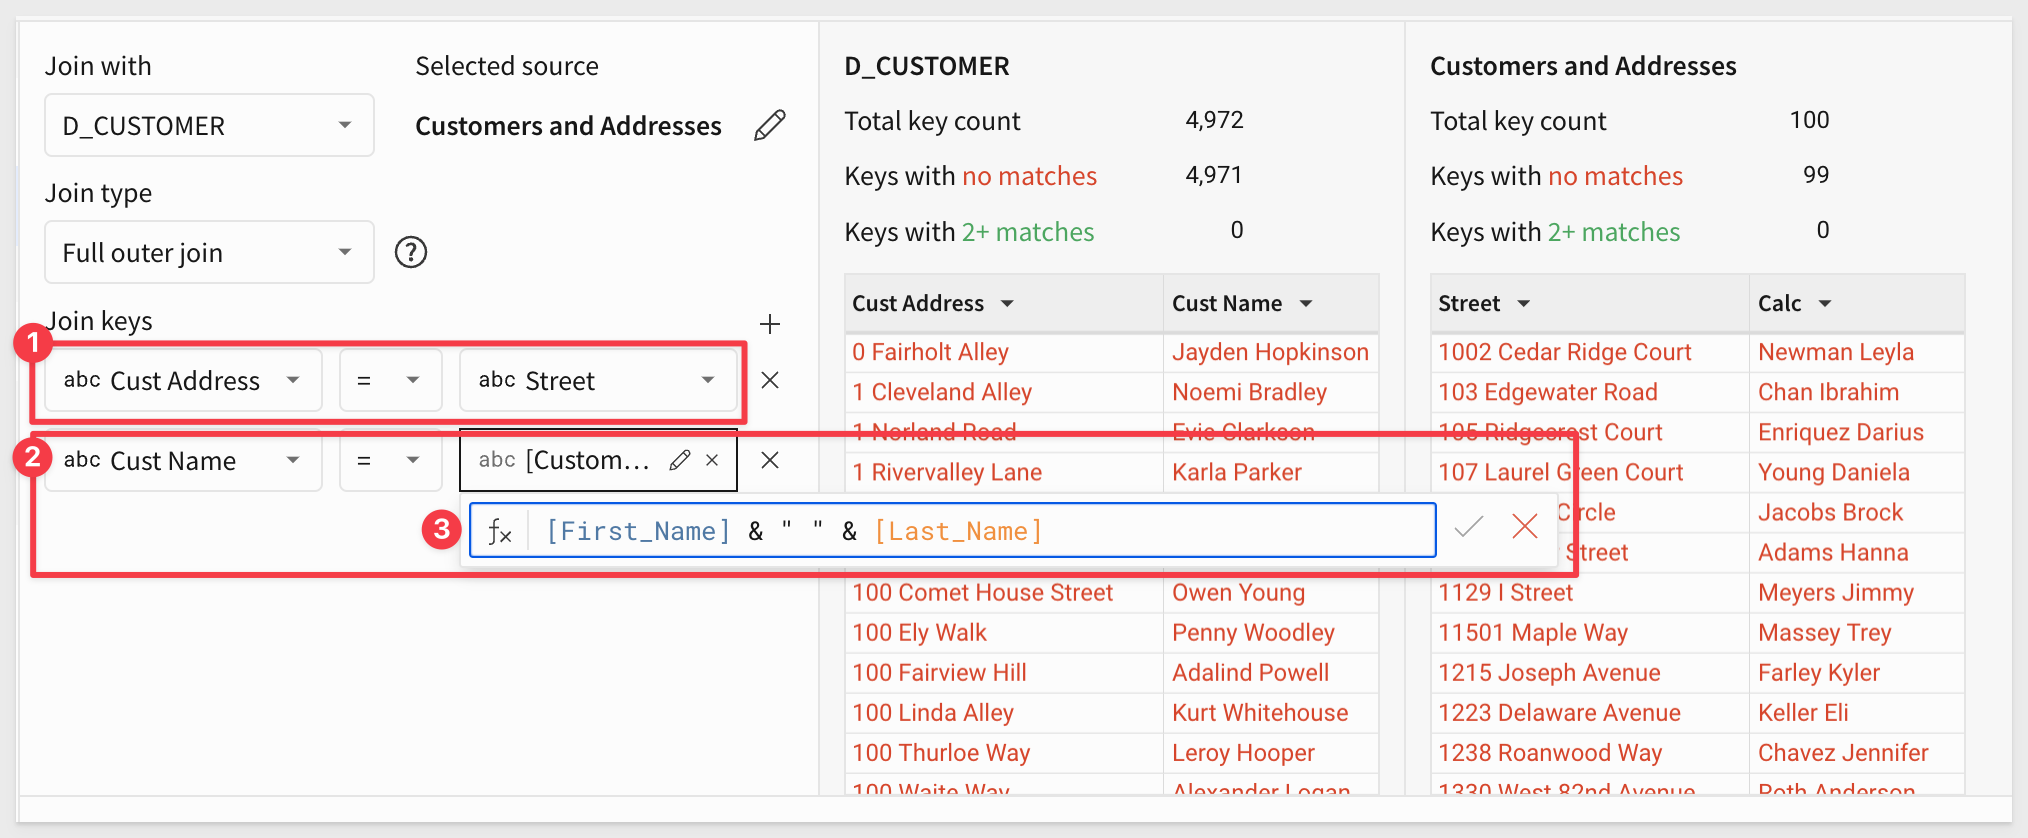 Join with
D_CUSTOMER
Selected source
Customers and Addresses
Join type
Full outer join
?
Join keys
1
abc Cust Address
=
abc Street
2
abc Cust Name
=
abc [Custom...
3
fx [First_Name] & " " & [Last_Name]
D_CUSTOMER
Total key count 4,972
Keys with no matches 4,971
Keys with 2+ matches 0
Cust Address Cust Name
0 Fairholt Alley Jayden Hopkinson
1 Cleveland Alley Noemi Bradley
1 Norland Road Evie Clarkson
1 Rivervalley Lane Karla Parker
100 Comet House Street Owen Young
100 Ely Walk Penny Woodley
100 Fairview Hill Adalind Powell
100 Linda Alley Kurt Whitehouse
100 Thurloe Way Leroy Hooper
100 Waite Way Alexander Logan
Customers and Addresses
Total key count 100
Keys with no matches 99
Keys with 2+ matches 0
Street Calc
1002 Cedar Ridge Court Newman Leyla
103 Edgewater Road Chan Ibrahim
105 Ridgecrest Court Enriquez Darius
107 Laurel Green Court Young Daniela
Circle Jacobs Brock
Street Adams Hanna
1129 I Street Meyers Jimmy
11501 Maple Way Massey Trey
1215 Joseph Avenue Farley Kyler
1223 Delaware Avenue Keller Eli
1238 Roanwood Way Chavez Jennifer
1330 West 82nd Avenue Roth Anderson